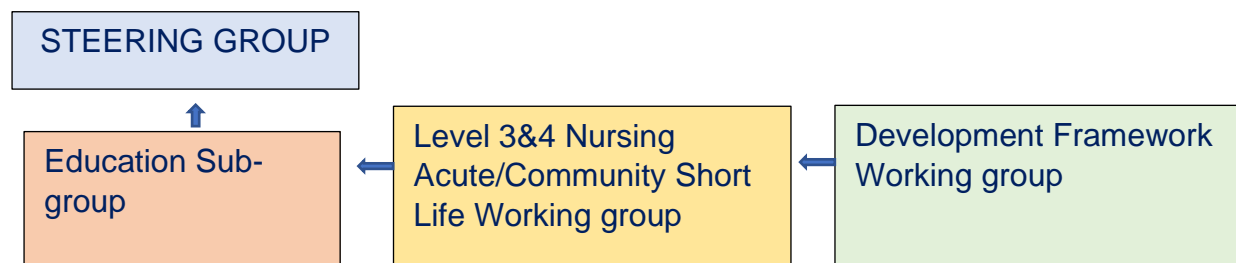 STEERING GROUP
Education Sub-
group
Level 3&4 Nursing
Acute/Community Short
Life Working group
Development Framework
Working group